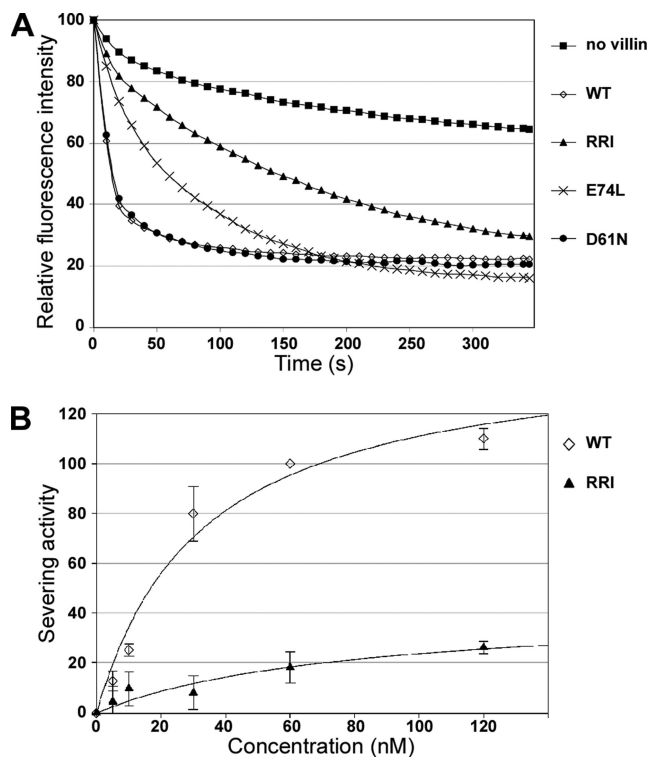 A
Relative fluorescence intensity
100
80
60
40
20
0
0 50 100 150 200 250 300
Time (s)
no villin
WT
RRI
E74L
D61N
B
Severing activity
120
100
80
60
40
20
0
0 20 40 60 80 100 120
Concentration (nM)
WT
RRI